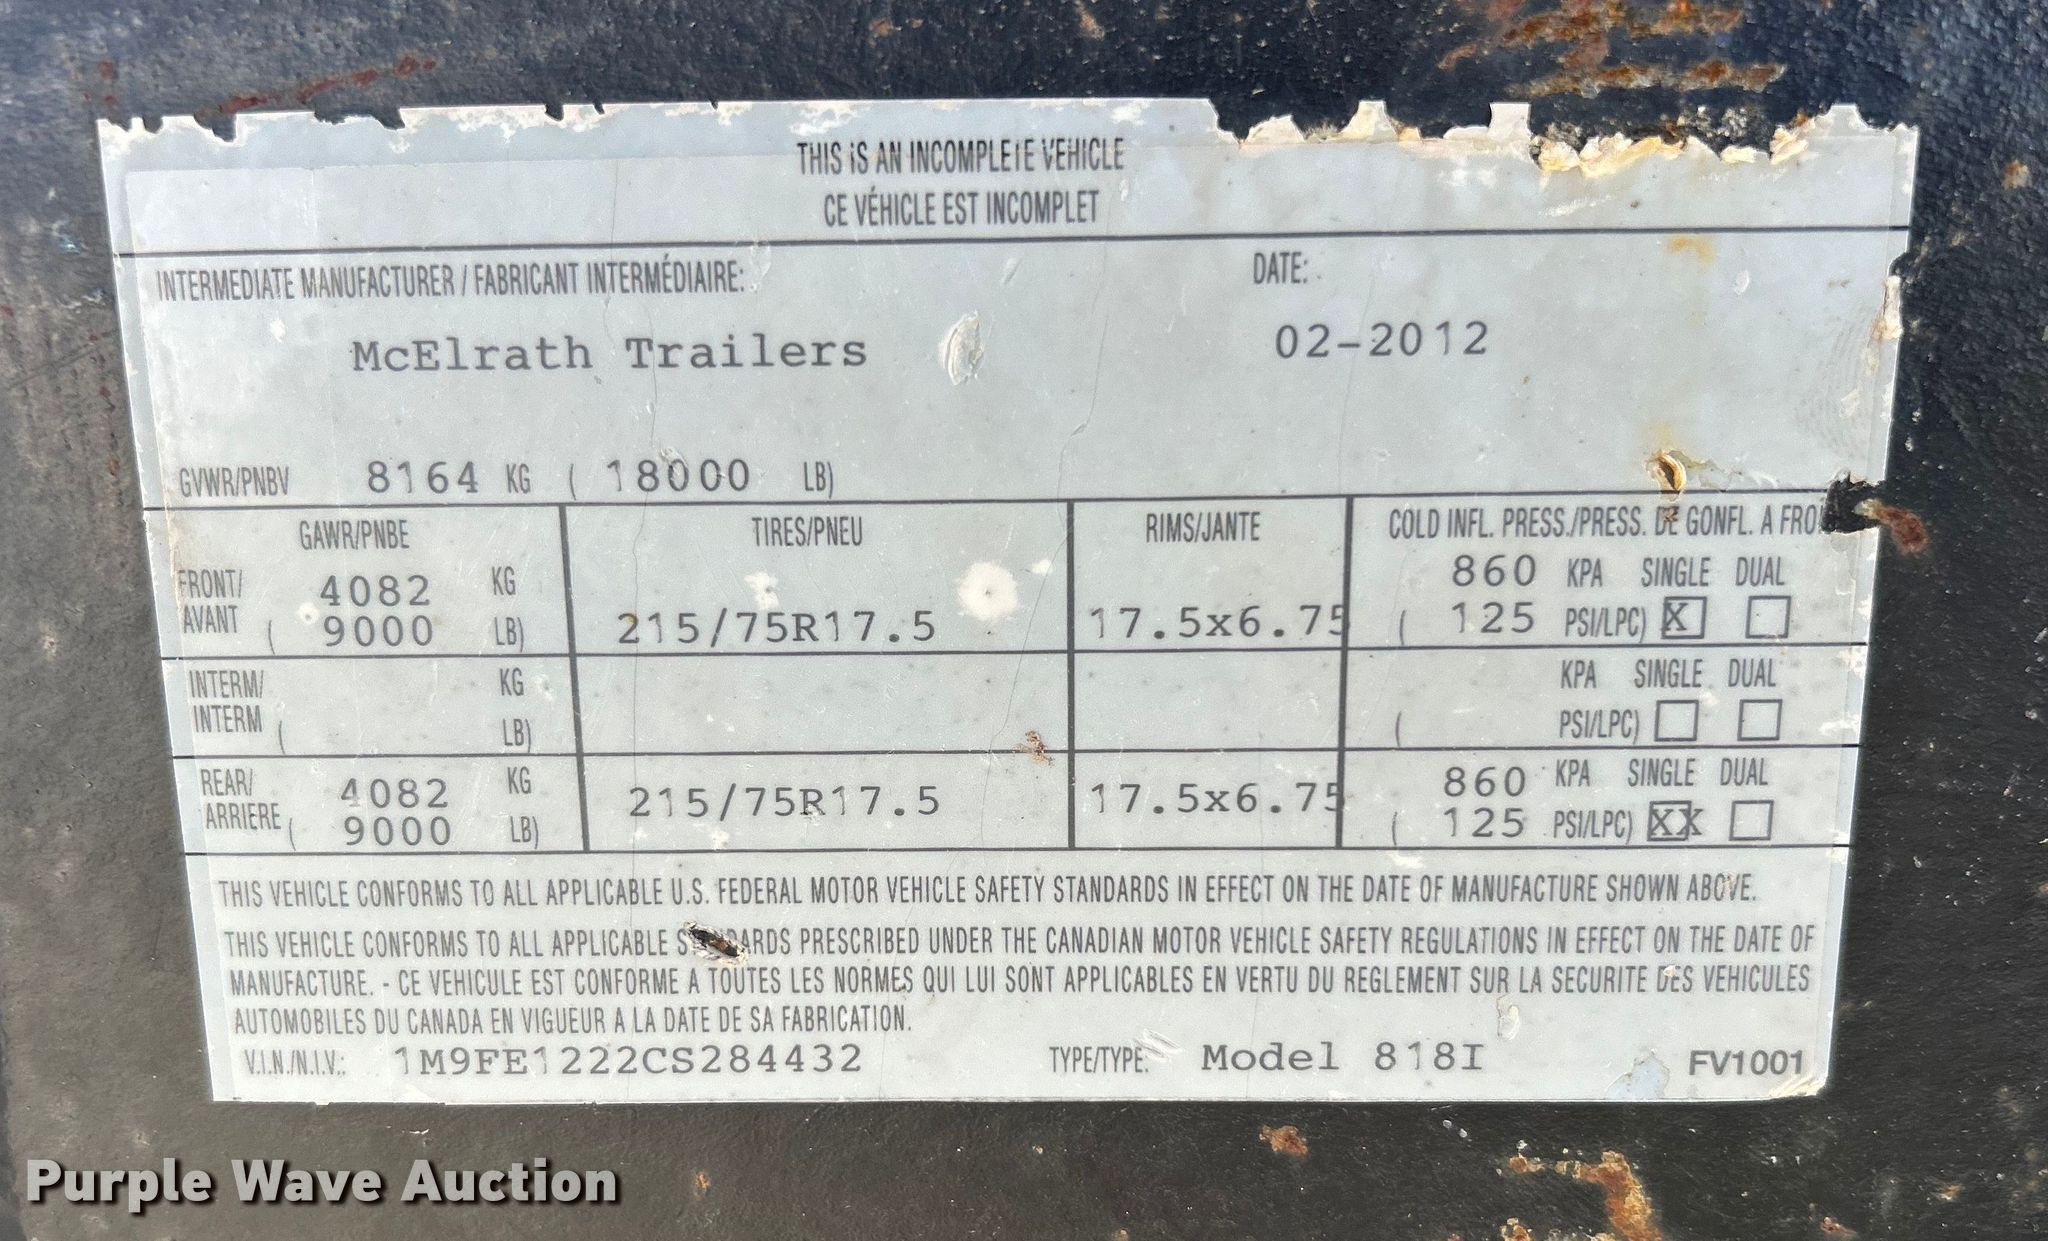 THIS IS AN INCOMPLETE VEHICLE
CE VÉHICLE EST INCOMPLET
INTERMEDIATE MANUFACTURER / FABRICANT INTERMÉDIAIRE: DATE:
McElrath Trailers 02-2012
GVWR/PNBV 8164 KG ( 18000 LB)
GAWR/PNBE TIRES/PNEU RIMS/JANTE COLD INFL. PRESS./PRESS. DE GONFL. A
FRONT/ 4082 KG 860 KPA SINGLE DUAL
AVANT ( 9000 LB) 215/75R17.5 17.5x6.75 ( 125 PSI/LPC) X
INTERM/ KG KPA SINGLE DUAL
INTERM ( LB) ( PSI/LPC)
REAR/ 4082 KG 860 KPA SINGLE DUAL
ARRIERE ( 9000 LB) 215/75R17.5 17.5x6.75 ( 125 PSI/LPC) XX
THIS VEHICLE CONFORMS TO ALL APPLICABLE U.S. FEDERAL MOTOR VEHICLE SAFETY STANDARDS IN EFFECT ON THE DATE OF MANUFACTURE SHOWN ABOVE.
THIS VEHICLE CONFORMS TO ALL APPLICABLE STANDARDS PRESCRIBED UNDER THE CANADIAN MOTOR VEHICLE SAFETY REGULATIONS IN EFFECT ON THE DATE OF
MANUFACTURE. - CE VEHICULE EST CONFORME A TOUTES LES NORMES QUI LUI SONT APPLICABLES EN VERTU DU REGLEMENT SUR LA SECURITE DES VEHICULES
AUTOMOBILES DU CANADA EN VIGUEUR A LA DATE DE SA FABRICATION.
V.I.N./N.I.V.: 1M9FE1222CS284432 TYPE/TYPE: Model 818I FV1001
Purple Wave Auction